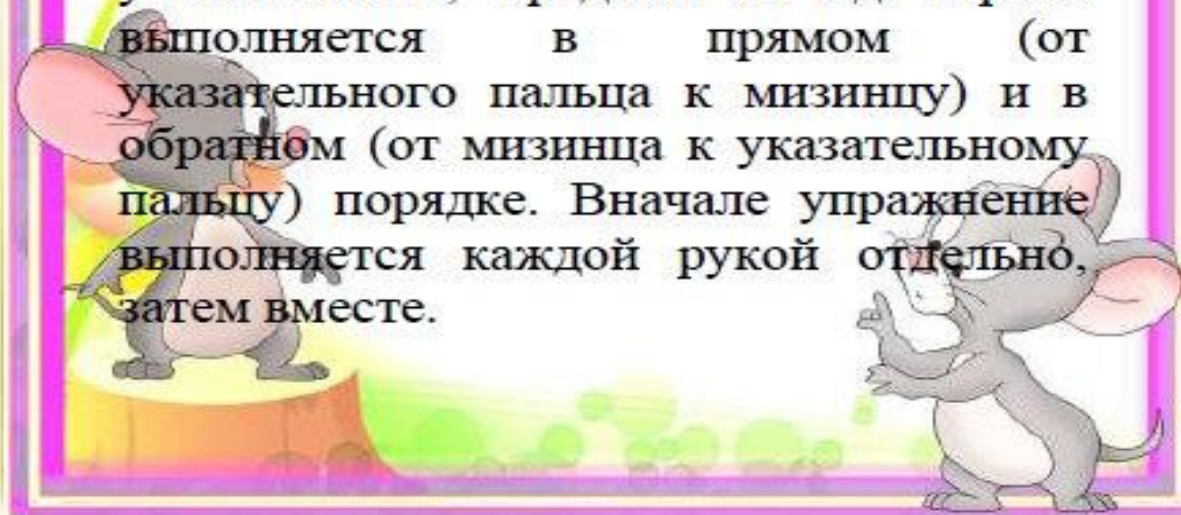 выполняется в прямом (от
указательного пальца к мизинцу) и в
обратном (от мизинца к указательному
пальцу) порядке. Вначале упражнение
выполняется каждой рукой отдельно,
затем вместе.